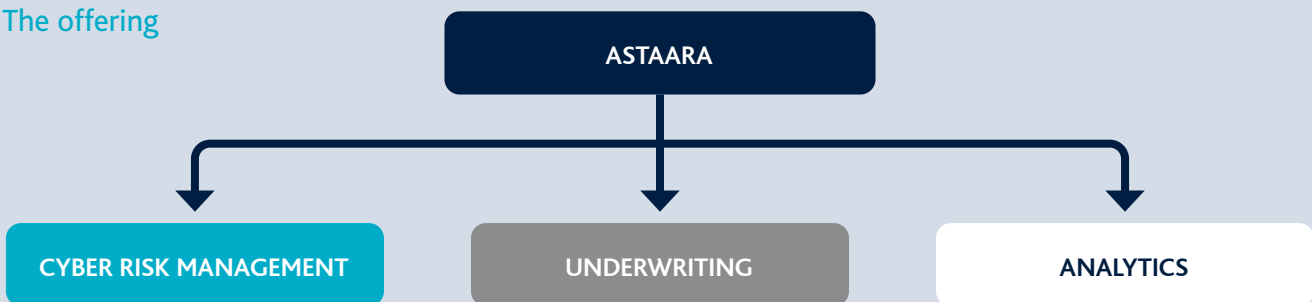 The offering
ASTAARA
CYBER RISK MANAGEMENT
UNDERWRITING
ANALYTICS